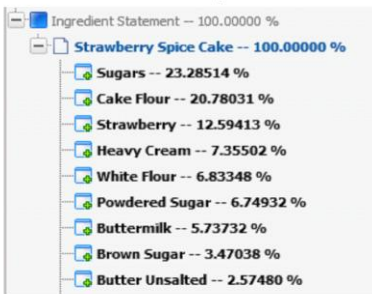 Ingredient Statement -- 100.00000 %
Strawberry Spice Cake -- 100.00000 %
Sugars -- 23.28514 %
Cake Flour -- 20.78031 %
Strawberry -- 12.59413 %
Heavy Cream -- 7.35502 %
White Flour -- 6.83348 %
Powdered Sugar -- 6.74932 %
Buttermilk -- 5.73732 %
Brown Sugar -- 3.47038 %
Butter Unsalted -- 2.57480 %